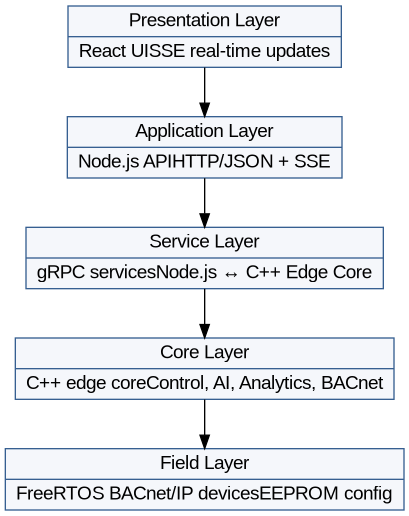 Presentation Layer
React UISSE real-time updates
Application Layer
Node.js APIHTTP/JSON + SSE
Service Layer
gRPC servicesNode.js ↔ C++ Edge Core
Core Layer
C++ edge coreControl, AI, Analytics, BACnet
Field Layer
FreeRTOS BACnet/IP devicesEEPROM config